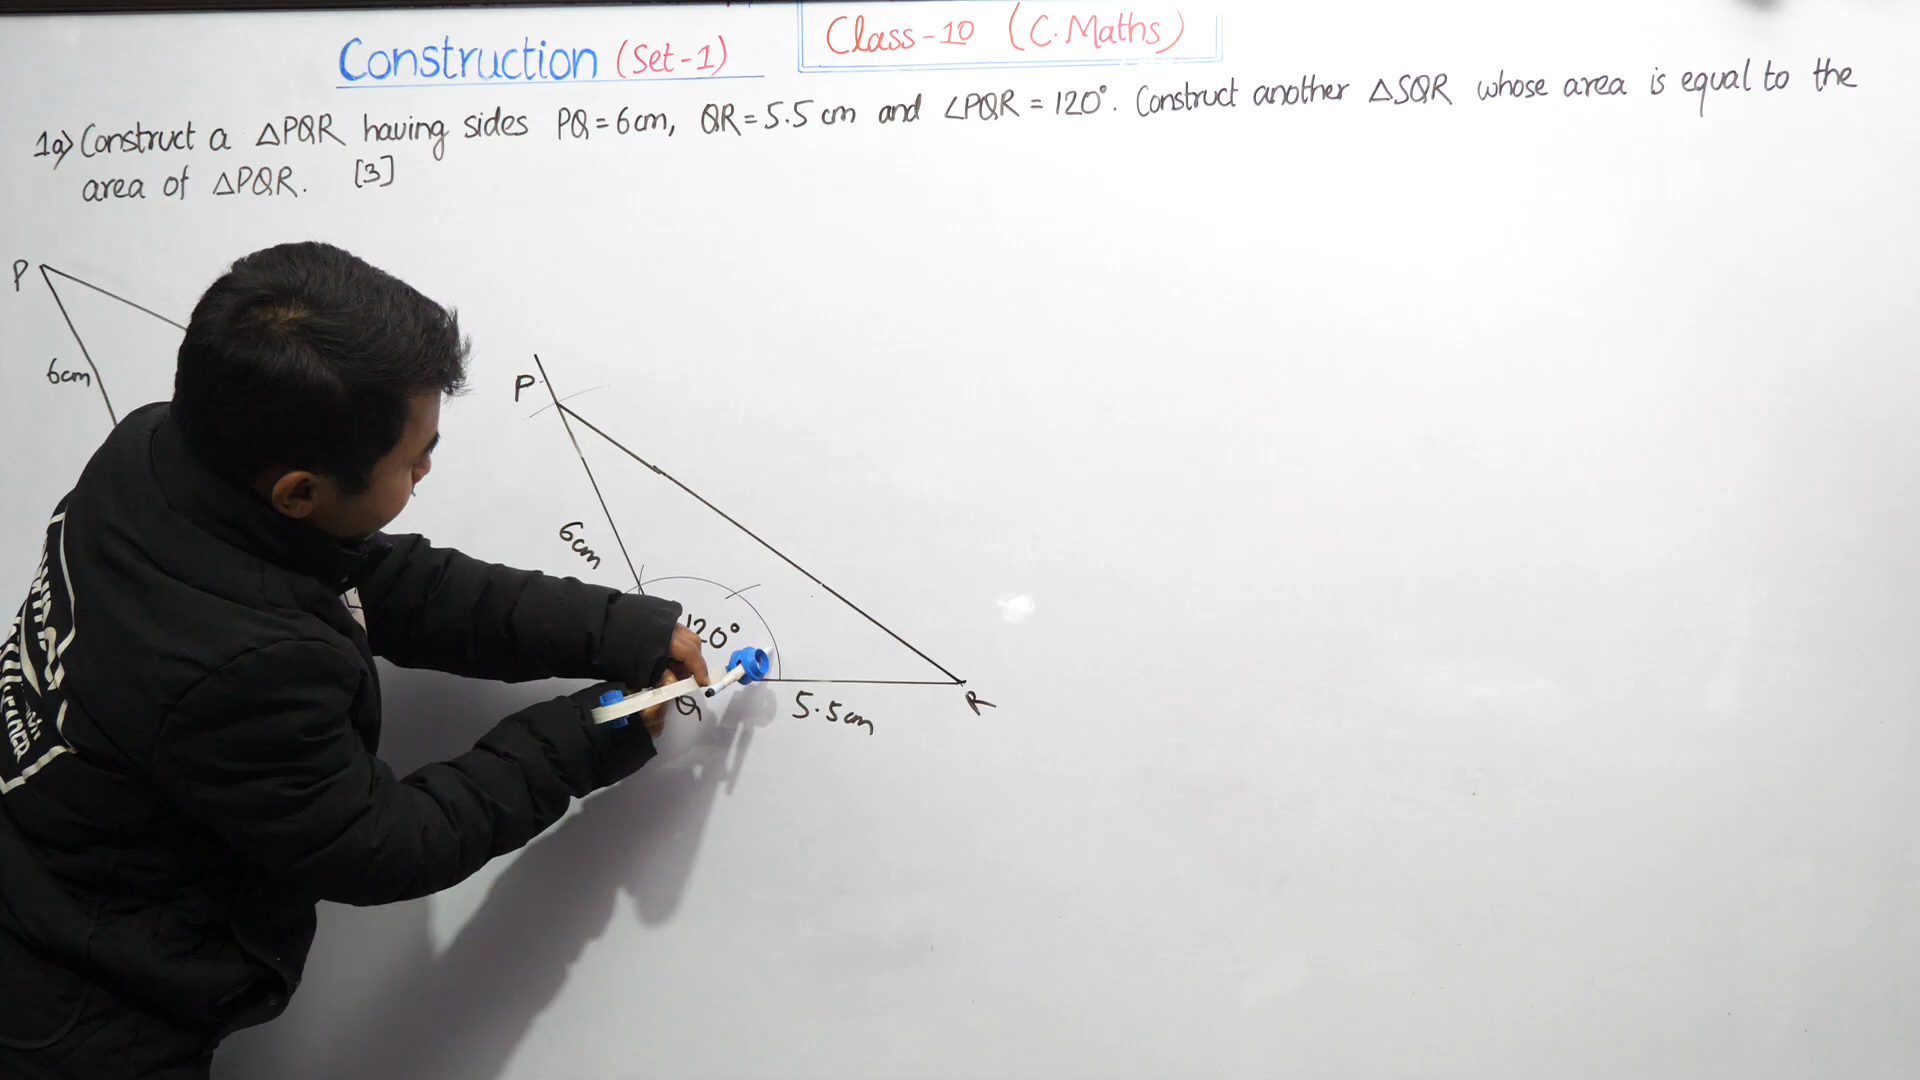 Construction (Set-1)
Class-10 (C.Maths)
1a) Construct a △PQR having sides PQ = 6cm, QR = 5.5 cm and ∠PQR = 120°. Construct another △SQR whose area is equal to the
area of △PQR. [3]
P
6cm
P
6cm
120°
Q
5.5cm
R